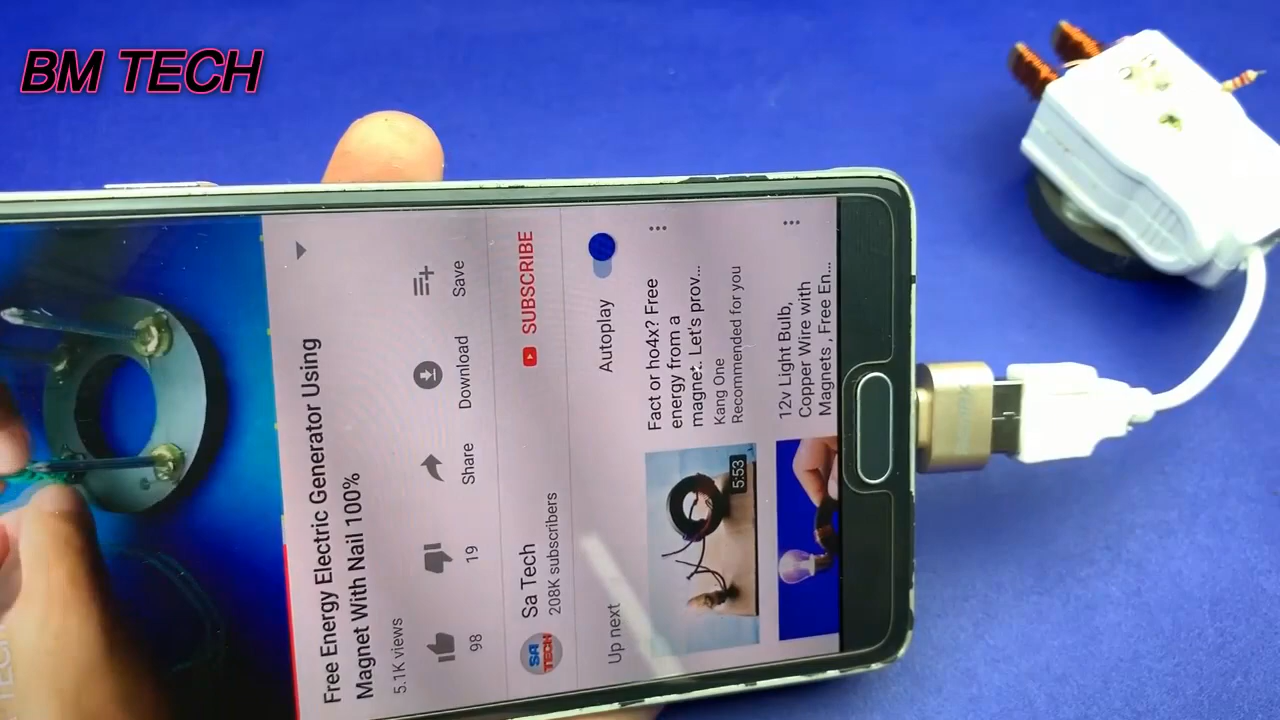 BM TECH
Free Energy Electric Generator Using
Magnet With Nail 100%
5.1K views
98
19
Share
Download
Save
SA
TECH
Sa Tech
208K subscribers
SUBSCRIBE
Up next
Autoplay
5:53
Fact or ho4x? Free
energy from a
magnet. Let's prov...
Kang One
Recommended for you
12v Light Bulb,
Copper Wire with
Magnets , Free En...